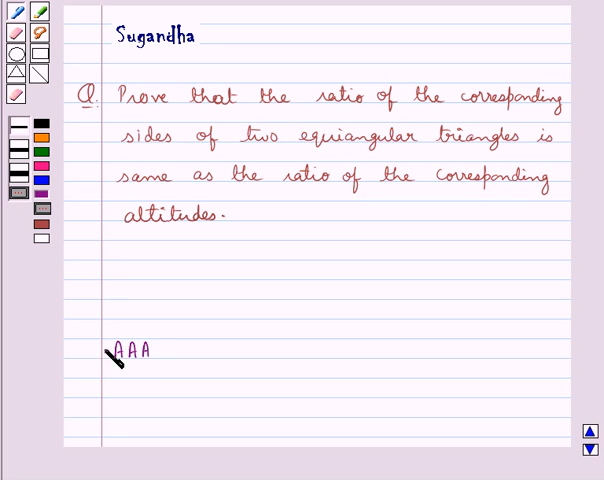 Sugandha
Q. Prove that the ratio of the corresponding
sides of two equiangular triangles is
same as the ratio of the corresponding
altitudes.
AAA